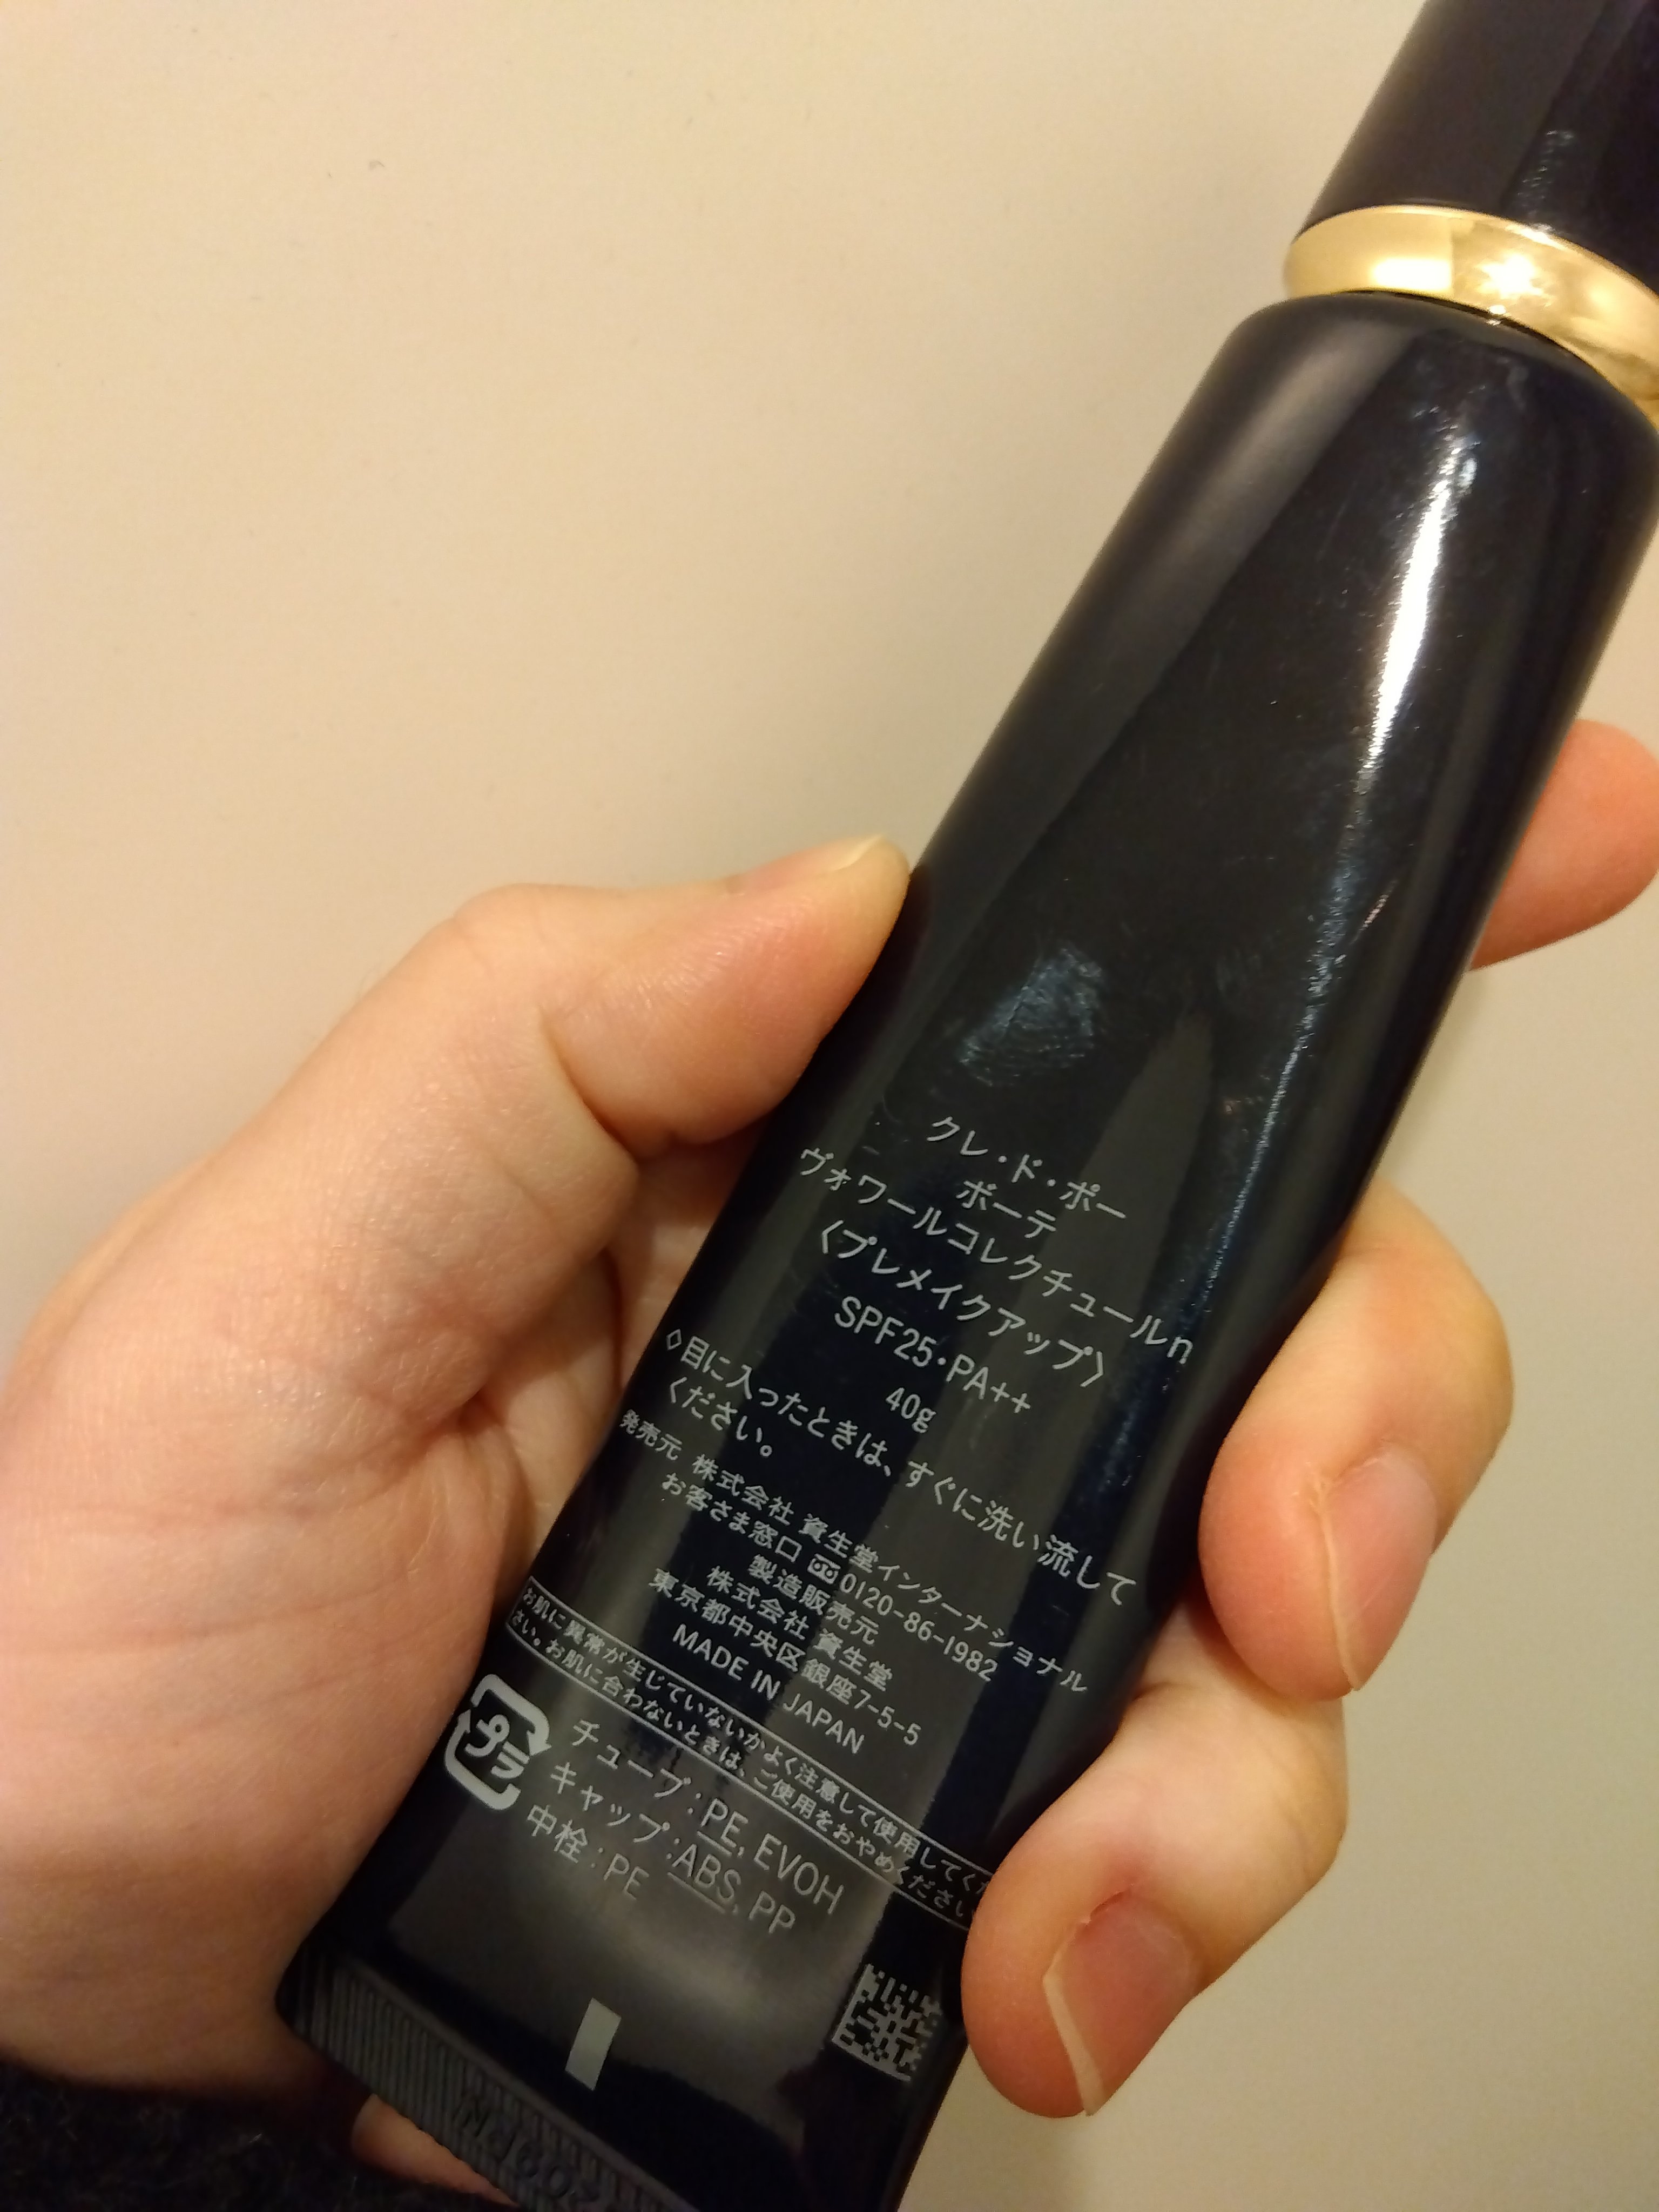 クレ・ド・ポー
ボーテ
ヴォワールコレクチュールn
〈プレメイクアップ〉
SPF25・PA++
40g
◇目に入ったときは、すぐに洗い流して
ください。
発売元 株式会社 資生堂インターナショナル
お客さま窓口 0120-86-1982
製造販売元
株式会社 資生堂
東京都中央区銀座7-5-5
MADE IN JAPAN
お肌に異常が生じていないかよく注意して使用してくだ
さい。お肌に合わないときは、ご使用をおやめください
プラ
チューブ:PE, EVOH
キャップ:ABS, PP
中栓:PE